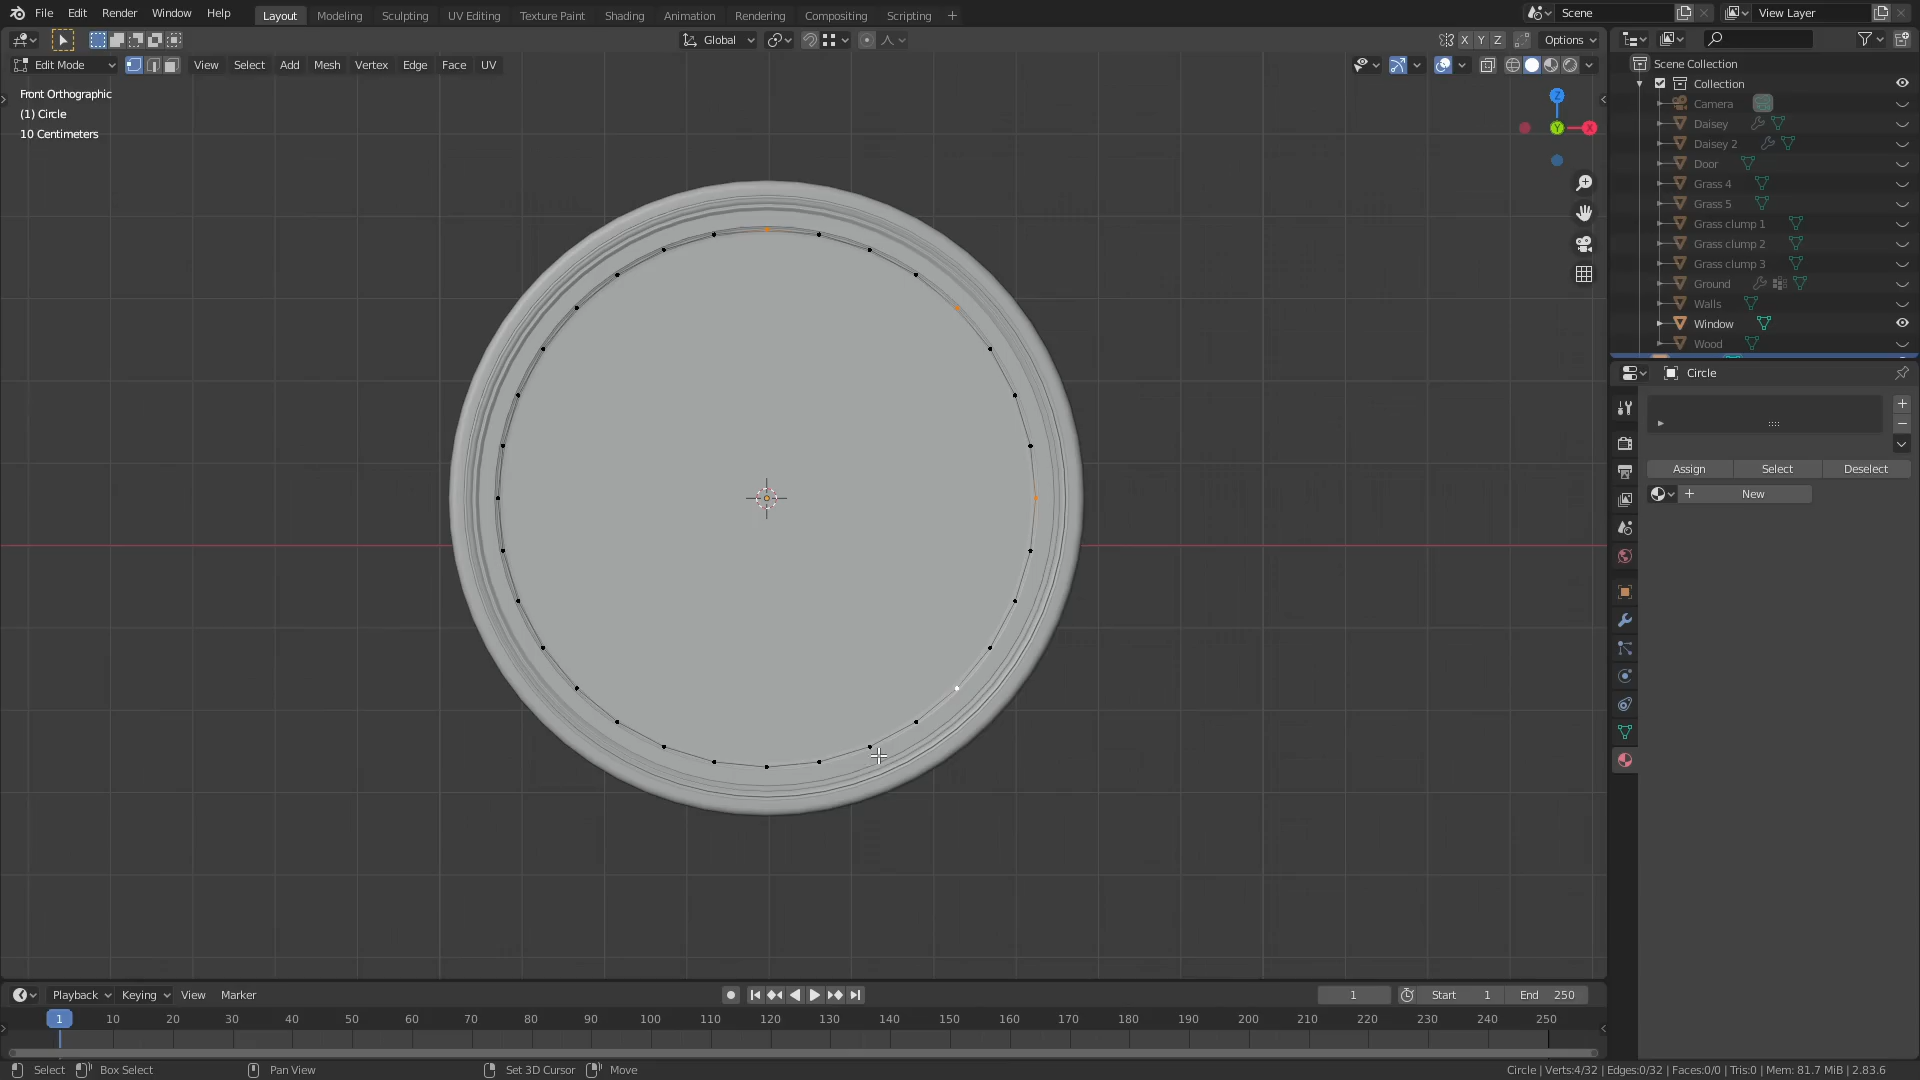 File Edit Render Window Help Layout Modeling Sculpting UV Editing Texture Paint Shading Animation Rendering Compositing Scripting + Scene View Layer
Global X Y Z Options
Edit Mode View Select Add Mesh Vertex Edge Face UV
Front Orthographic
(1) Circle
10 Centimeters
Z
Y
X
Scene Collection
Collection
Camera
Daisey
Daisey 2
Door
Grass 4
Grass 5
Grass clump 1
Grass clump 2
Grass clump 3
Ground
Walls
Window
Wood
Circle
Assign Select Deselect
New
Playback Keying View Marker 1 Start 1 End 250
1 10 20 30 40 50 60 70 80 90 100 110 120 130 140 150 160 170 180 190 200 210 220 230 240 250
Select Box Select Pan View Set 3D Cursor Move Circle | Verts:4/32 | Edges:0/32 | Faces:0/0 | Tris:0 | Mem: 81.7 MiB | 2.83.6